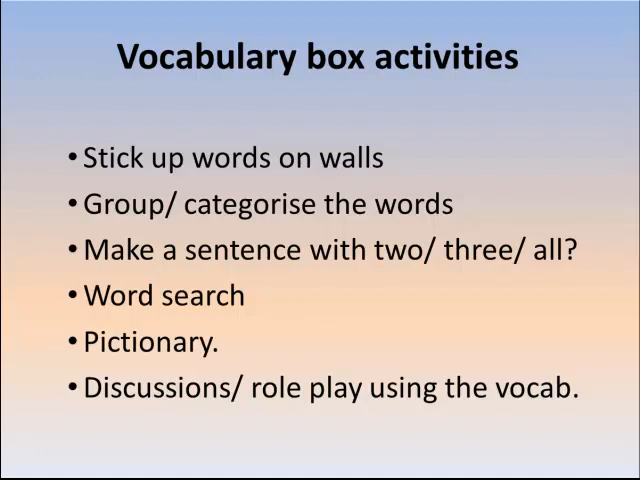 Vocabulary box activities
• Stick up words on walls
• Group/ categorise the words
• Make a sentence with two/ three/ all?
• Word search
• Pictionary.
• Discussions/ role play using the vocab.